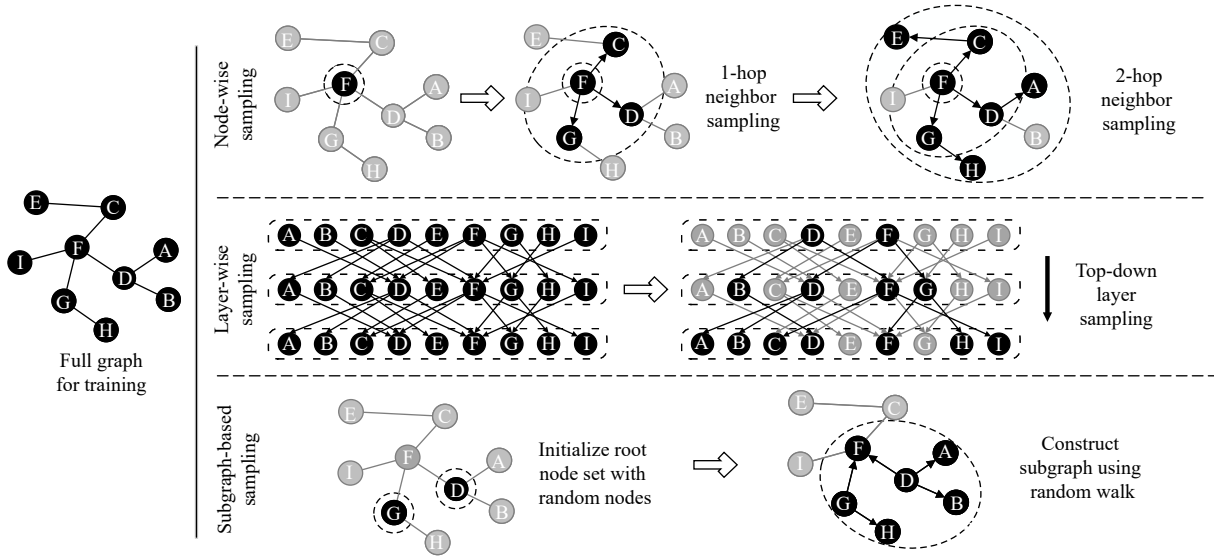 E
C
F
I
A
D
B
G
H
Full graph
for training
Node-wise
sampling
E
C
F
A
I
D
G
B
H
E
C
F
A
I
D
G
B
H
1-hop
neighbor
sampling
E
C
F
A
I
D
G
B
H
2-hop
neighbor
sampling
Layer-wise
sampling
A B C D E F G H I
A B C D E F G H I
A B C D E F G H I
A B C D E F G H I
A B C D E F G H I
A B C D E F G H I
Top-down
layer
sampling
Subgraph-based
sampling
E
C
F
A
I
D
G
B
H
Initialize root
node set with
random nodes
E
C
F
A
I
D
G
B
H
Construct
subgraph using
random walk